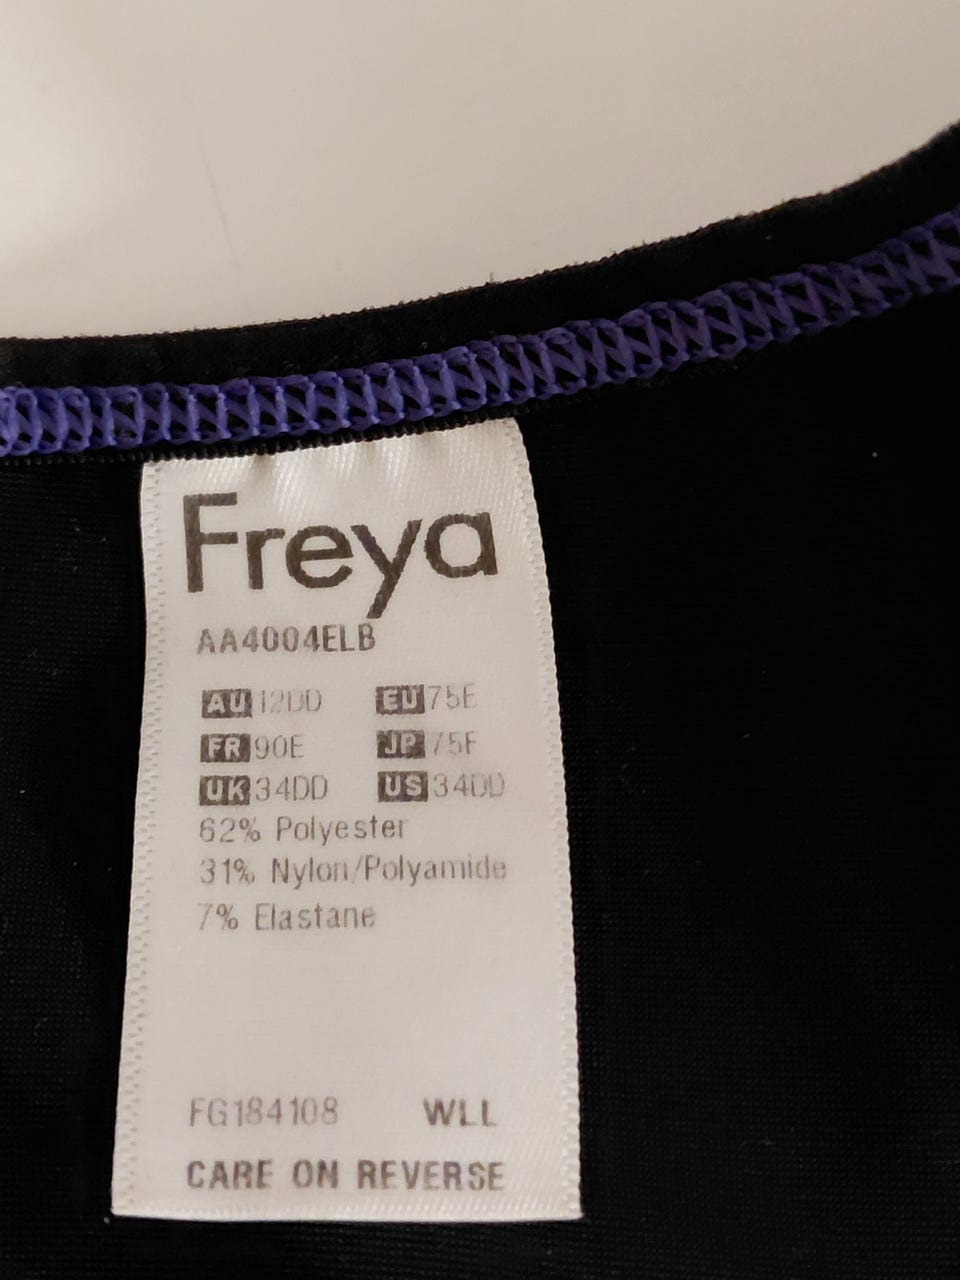 Freya
AA4004ELB
AU 12DD EU 75E
FR 90E JP 75F
UK 34DD US 34DD
62% Polyester
31% Nylon/Polyamide
7% Elastane
FG184108 WLL
CARE ON REVERSE